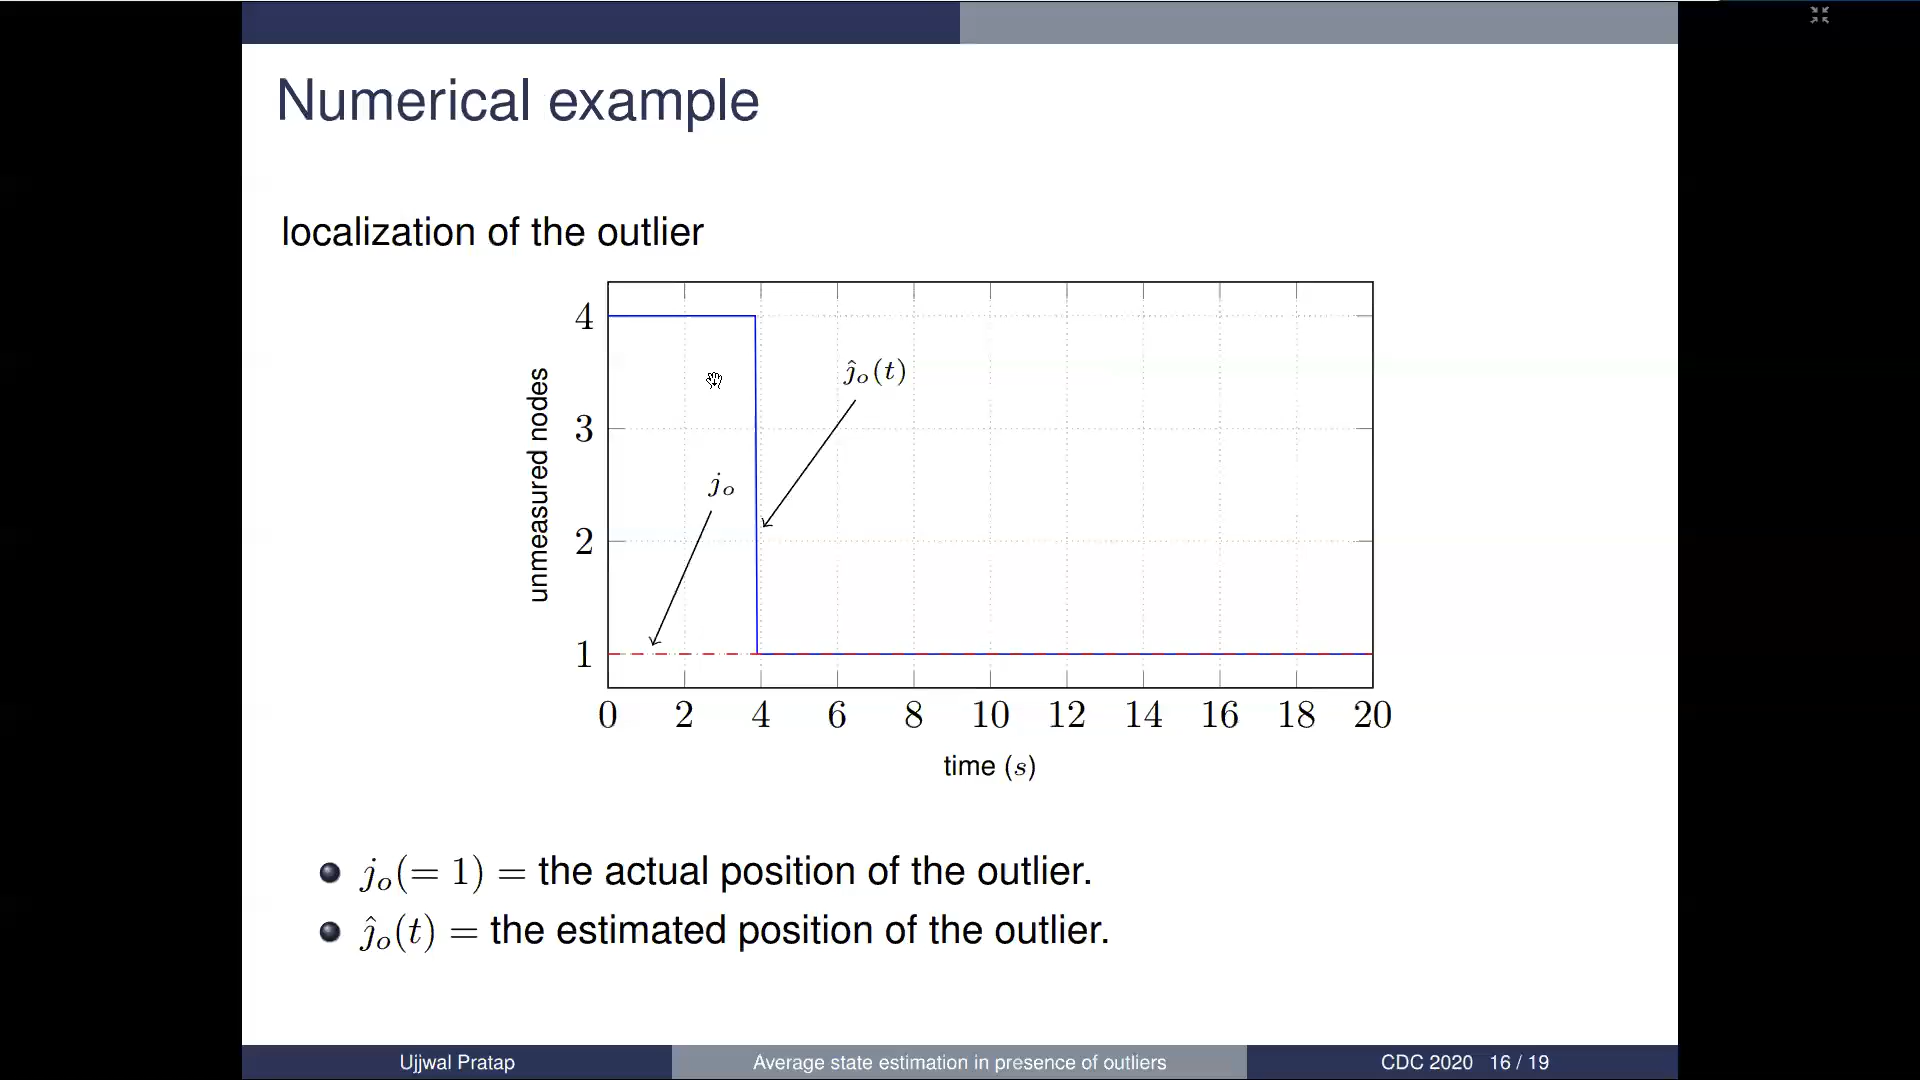 Numerical example
localization of the outlier
unmeasured nodes
4
3
2
1
ĵₒ(t)
jₒ
0 2 4 6 8 10 12 14 16 18 20
time (s)
jₒ(= 1) = the actual position of the outlier.
ĵₒ(t) = the estimated position of the outlier.
Ujjwal Pratap Average state estimation in presence of outliers CDC 2020 16 / 19